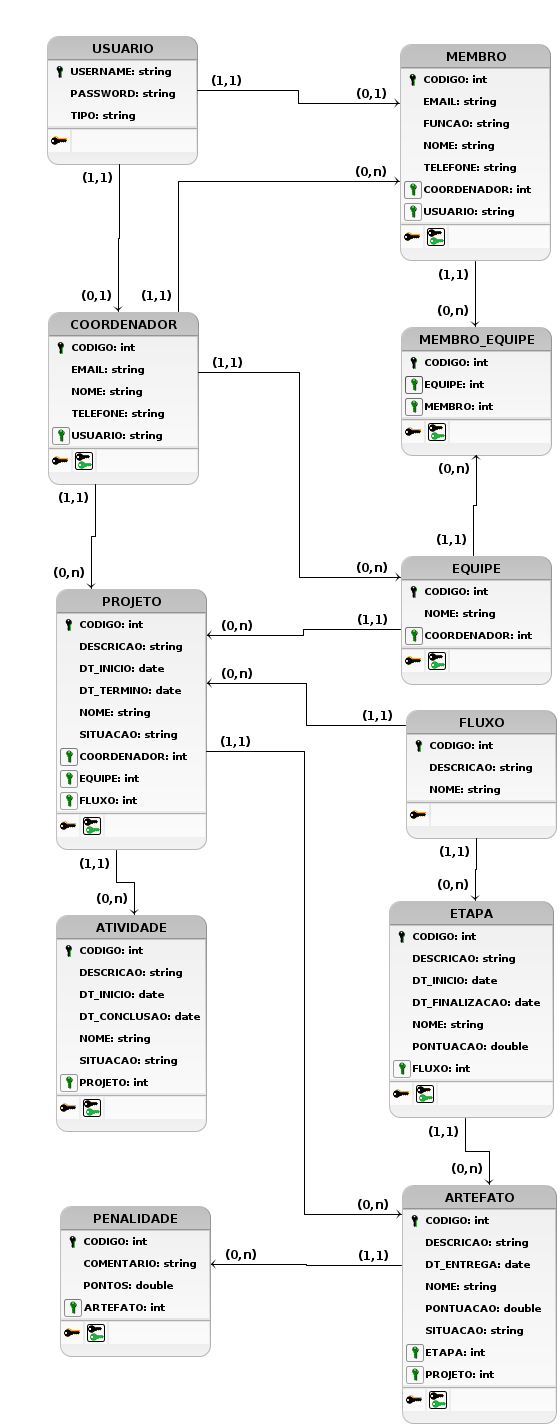 USUARIO
USERNAME: string
PASSWORD: string
TIPO: string
(1,1)
(0,1)
MEMBRO
CODIGO: int
EMAIL: string
FUNCAO: string
NOME: string
TELEFONE: string
COORDENADOR: int
USUARIO: string
(1,1)
(0,1)
(1,1)
(0,n)
COORDENADOR
CODIGO: int
EMAIL: string
NOME: string
TELEFONE: string
USUARIO: string
(1,1)
(0,n)
MEMBRO_EQUIPE
CODIGO: int
EQUIPE: int
MEMBRO: int
(1,1)
(0,n)
(0,n)
(1,1)
EQUIPE
CODIGO: int
NOME: string
COORDENADOR: int
(1,1)
(0,n)
PROJETO
CODIGO: int
DESCRICAO: string
DT_INICIO: date
DT_TERMINO: date
NOME: string
SITUACAO: string
COORDENADOR: int
EQUIPE: int
FLUXO: int
(0,n)
(1,1)
(0,n)
(1,1)
(1,1)
FLUXO
CODIGO: int
DESCRICAO: string
NOME: string
(1,1)
(0,n)
(1,1)
(0,n)
ATIVIDADE
CODIGO: int
DESCRICAO: string
DT_INICIO: date
DT_CONCLUSAO: date
NOME: string
SITUACAO: string
PROJETO: int
ETAPA
CODIGO: int
DESCRICAO: string
DT_INICIO: date
DT_FINALIZACAO: date
NOME: string
PONTUACAO: double
FLUXO: int
(1,1)
(0,n)
(0,n)
PENALIDADE
CODIGO: int
COMENTARIO: string
PONTOS: double
ARTEFATO: int
(0,n)
(1,1)
ARTEFATO
CODIGO: int
DESCRICAO: string
DT_ENTREGA: date
NOME: string
PONTUACAO: double
SITUACAO: string
ETAPA: int
PROJETO: int